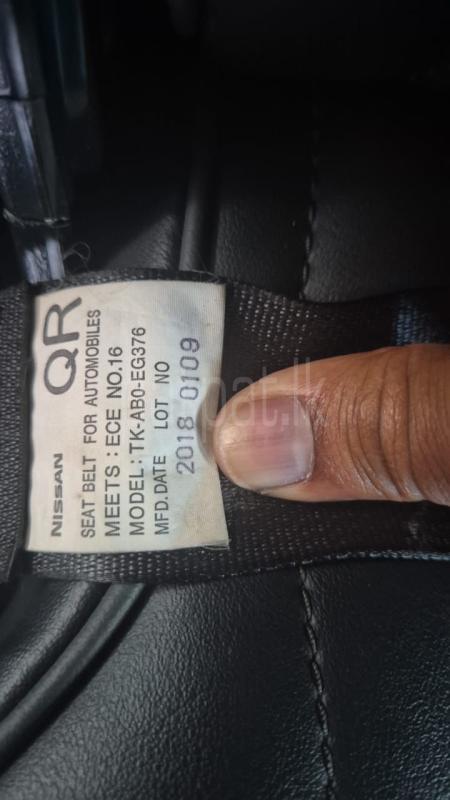 NISSAN QR
SEAT BELT FOR AUTOMOBILES
MEETS : ECE NO.16
MODEL : TK-AB0-EG376
MFD.DATE LOT NO
2018 0109